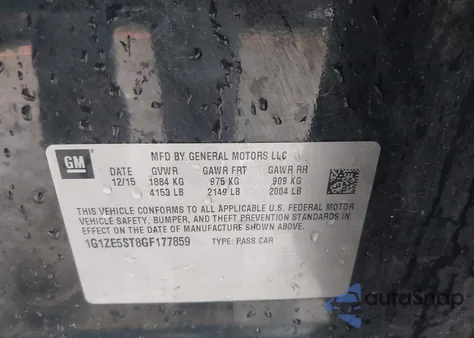 GM
MFD BY GENERAL MOTORS LLC
DATE GVWR GAWR FRT GAWR RR
12/15 1884 KG 975 KG 909 KG
4153 LB 2149 LB 2004 LB
THIS VEHICLE CONFORMS TO ALL APPLICABLE U.S. FEDERAL MOTOR
VEHICLE SAFETY, BUMPER, AND THEFT PREVENTION STANDARDS IN
EFFECT ON THE DATE OF MANUFACTURE SHOWN ABOVE.
1G1ZE5ST8GF177859 TYPE: PASS CAR
autoSnap